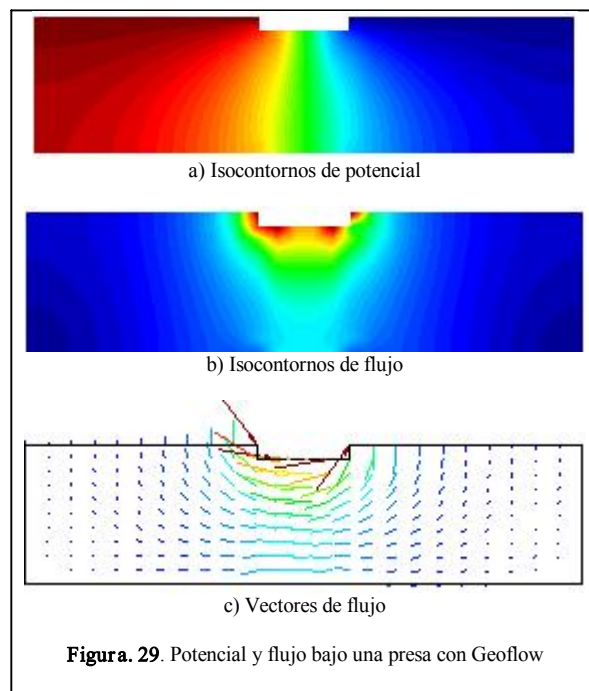 a) Isocontornos de potencial
b) Isocontornos de flujo
c) Vectores de flujo
Figura. 29. Potencial y flujo bajo una presa con Geoflow